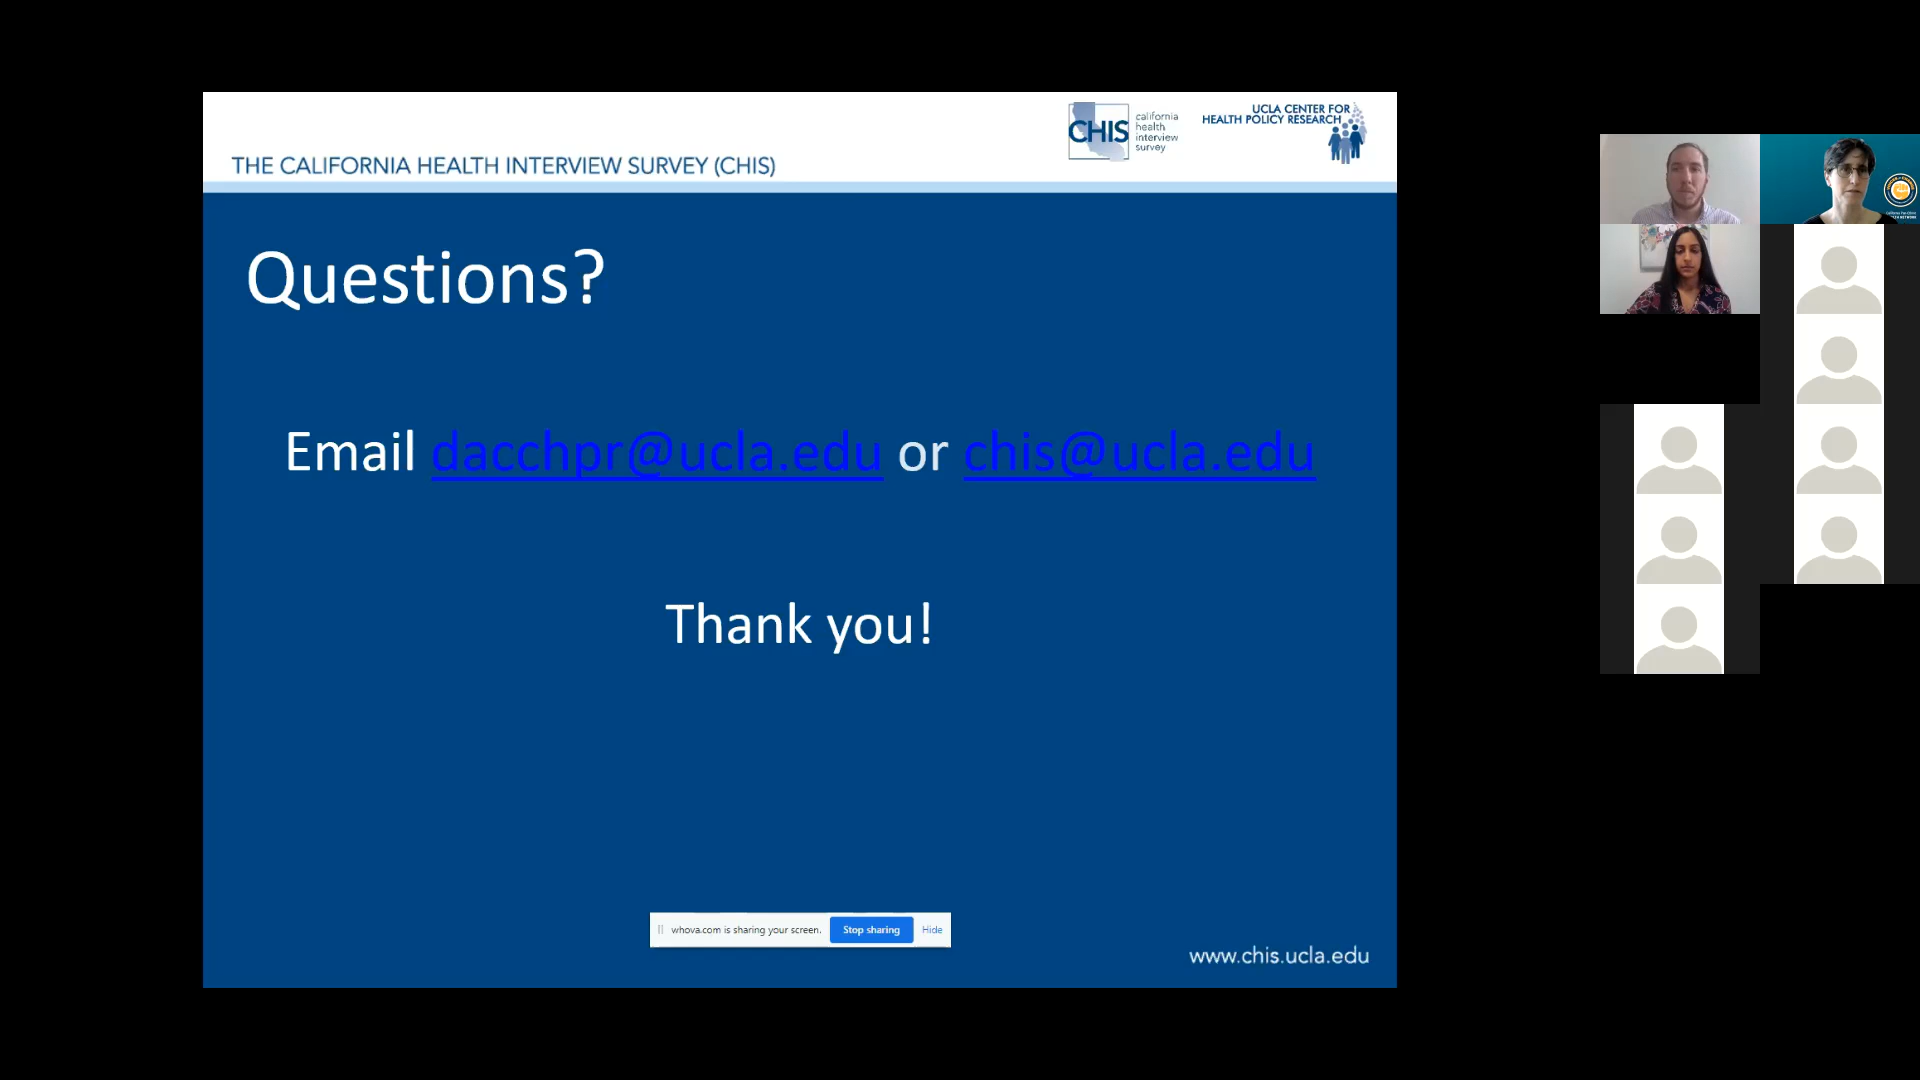 CHIS
california
health
interview
survey
UCLA CENTER FOR
HEALTH POLICY RESEARCH
THE CALIFORNIA HEALTH INTERVIEW SURVEY (CHIS)
Questions?
Email dacchpr@ucla.edu or chis@ucla.edu
Thank you!
whova.com is sharing your screen. Stop sharing Hide
www.chis.ucla.edu